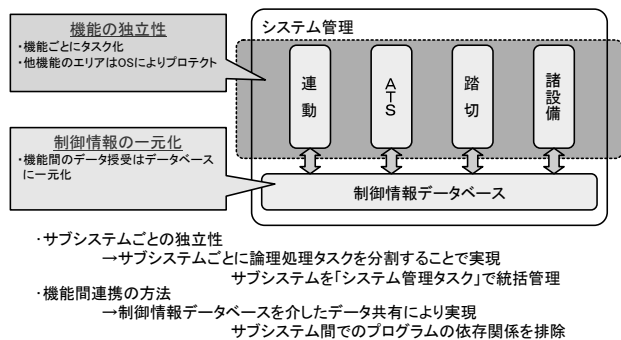 機能の独立性
・機能ごとにタスク化
・他機能のエリアはOSによりプロテクト
制御情報の一元化
・機能間のデータ授受はデータベース
に一元化
システム管理
連動
ATS
踏切
諸設備
制御情報データベース
・サブシステムごとの独立性
→サブシステムごとに論理処理タスクを分割することで実現
サブシステムを「システム管理タスク」で統括管理
・機能間連携の方法
→制御情報データベースを介したデータ共有により実現
サブシステム間でのプログラムの依存関係を排除